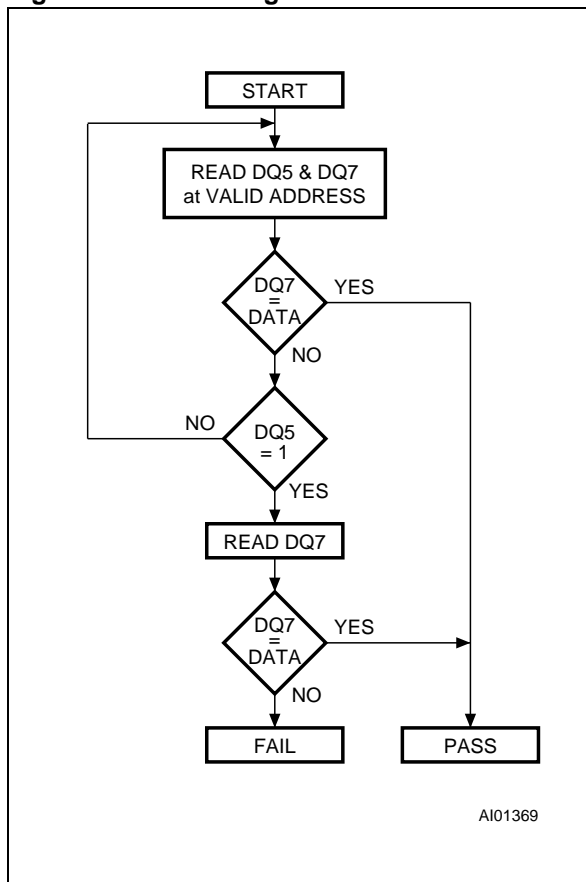 START
READ DQ5 & DQ7
at VALID ADDRESS
DQ7
=
DATA
YES
NO
DQ5
= 1
NO
YES
READ DQ7
DQ7
=
DATA
YES
NO
FAIL
PASS
AI01369